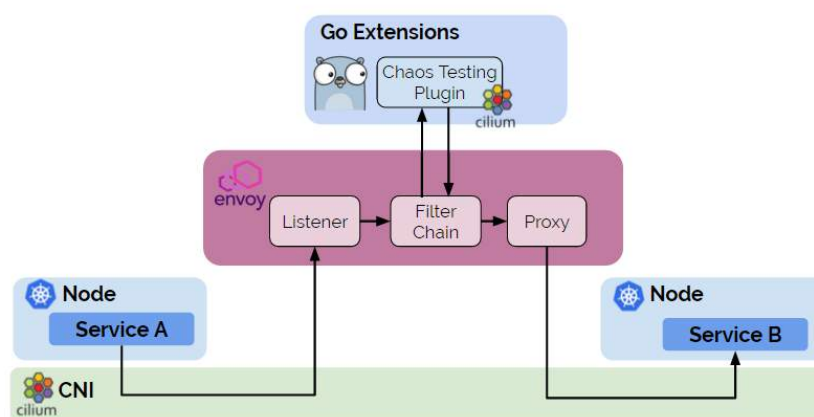 Go Extensions
Chaos Testing
Plugin
cilium
envoy
Listener
Filter
Chain
Proxy
Node
Service A
Node
Service B
CNI
cilium